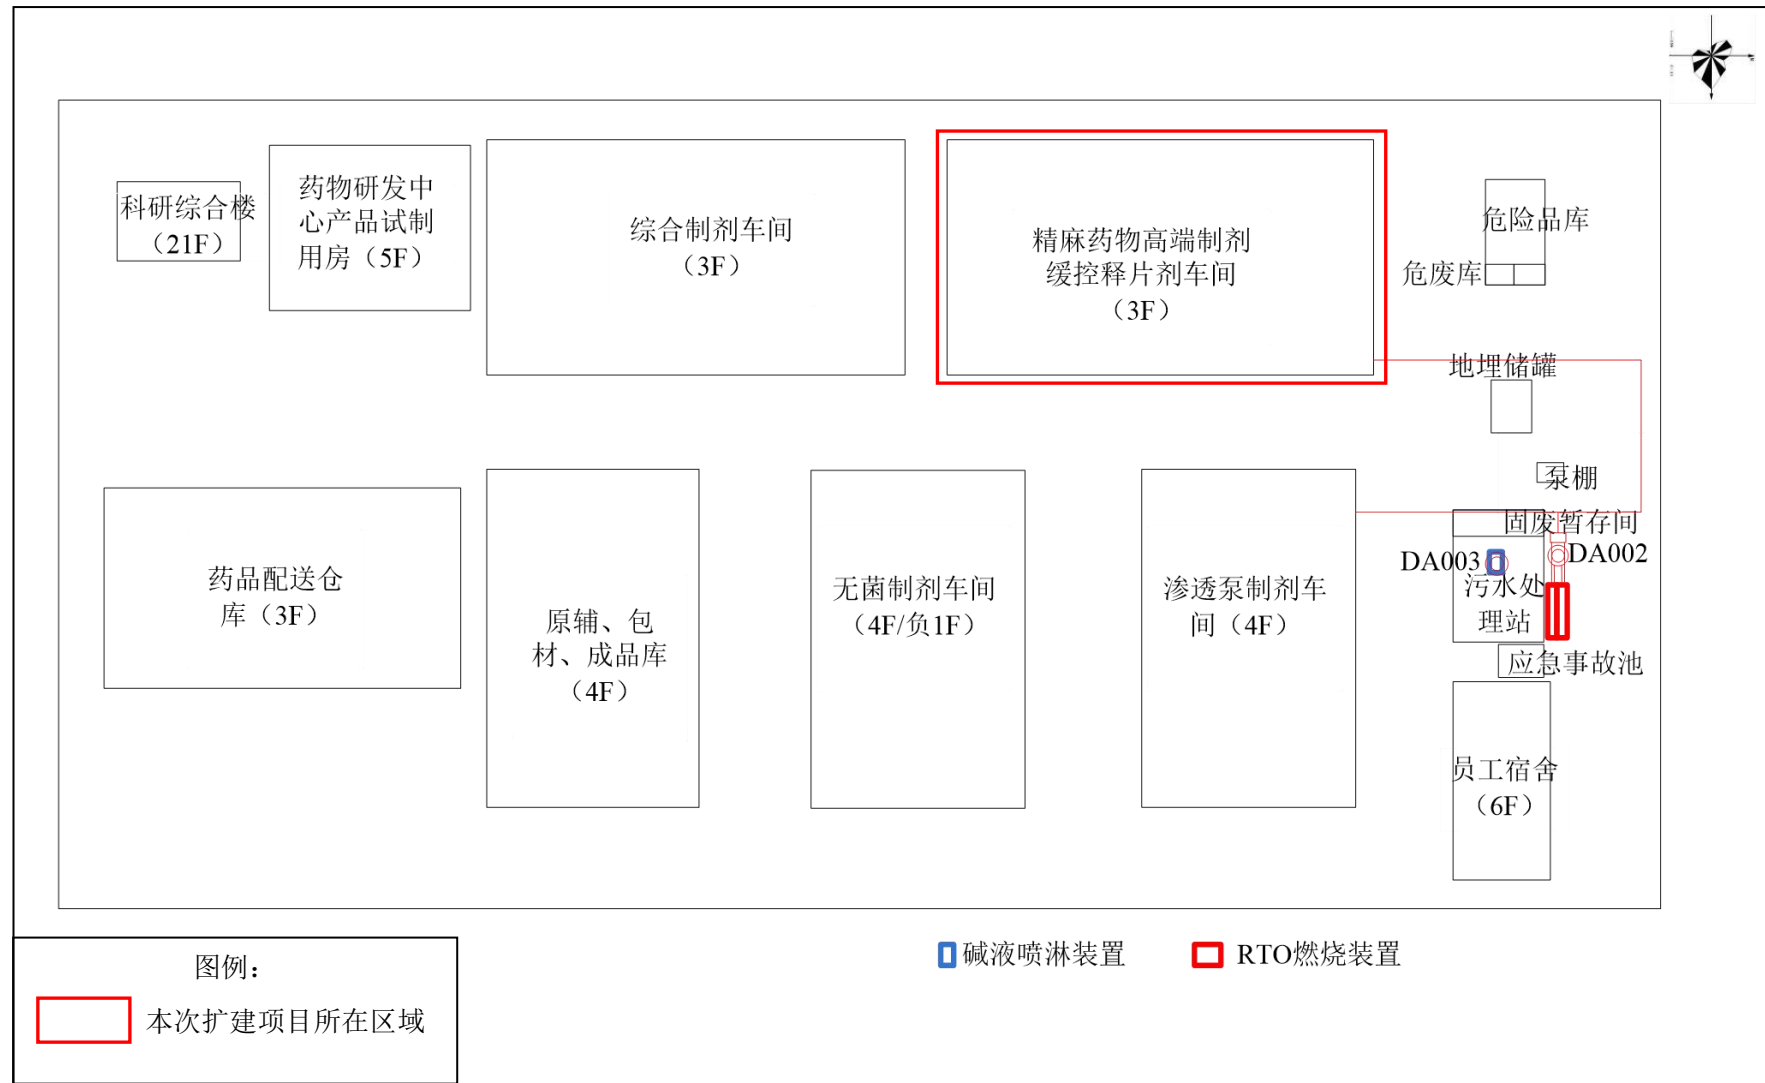 科研综合楼
（21F）
药物研发中
心产品试制
用房（5F）
综合制剂车间
（3F）
精麻药物高端制剂
缓控释片剂车间
（3F）
危险品库
危废库
地埋储罐
泵棚
固废暂存间
DA003
DA002
污水处
理站
应急事故池
员工宿舍
（6F）
药品配送仓
库（3F）
原辅、包
材、成品库
（4F）
无菌制剂车间
（4F/负1F）
渗透泵制剂车
间（4F）
碱液喷淋装置
RTO燃烧装置
图例：
本次扩建项目所在区域